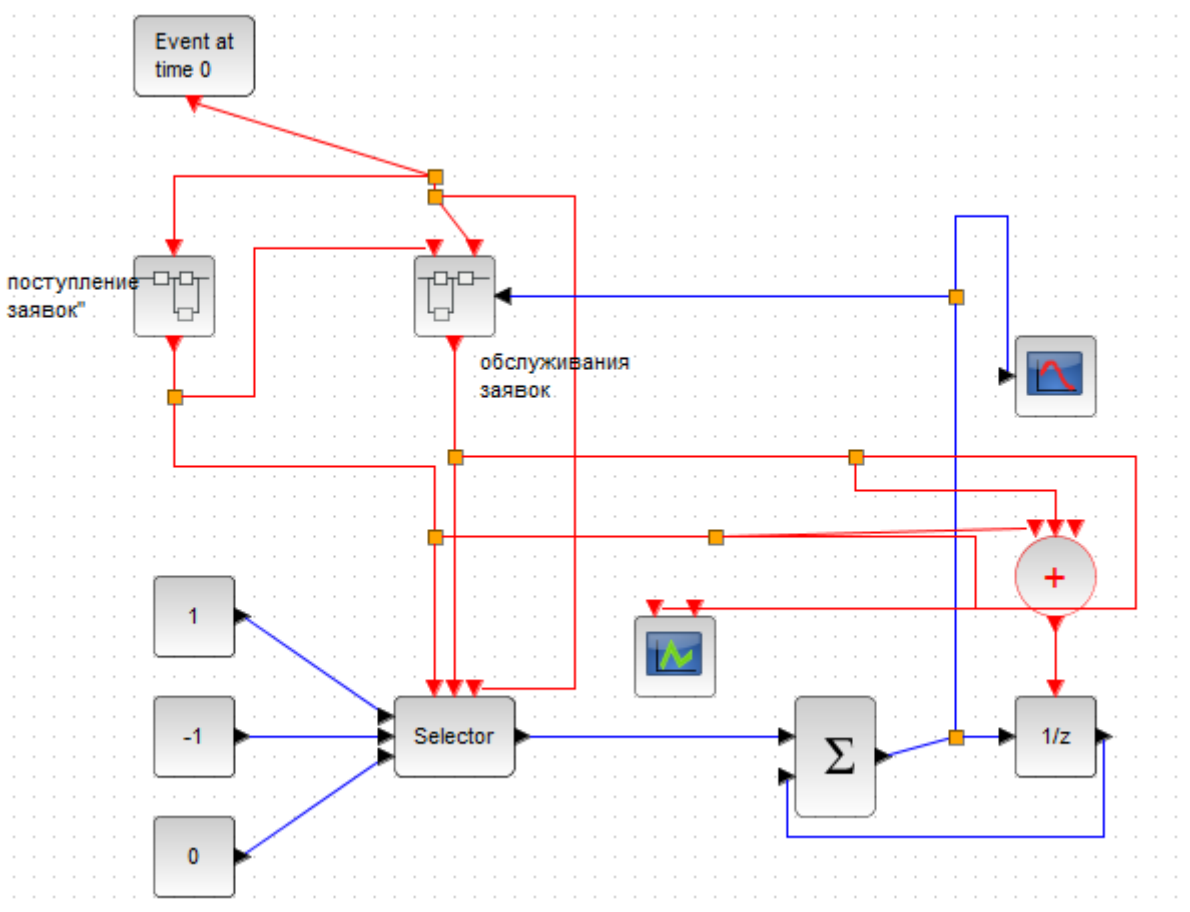 Event at
time 0
поступление
заявок"
обслуживания
заявок
+
1
-1
Selector
Σ
1/z
0